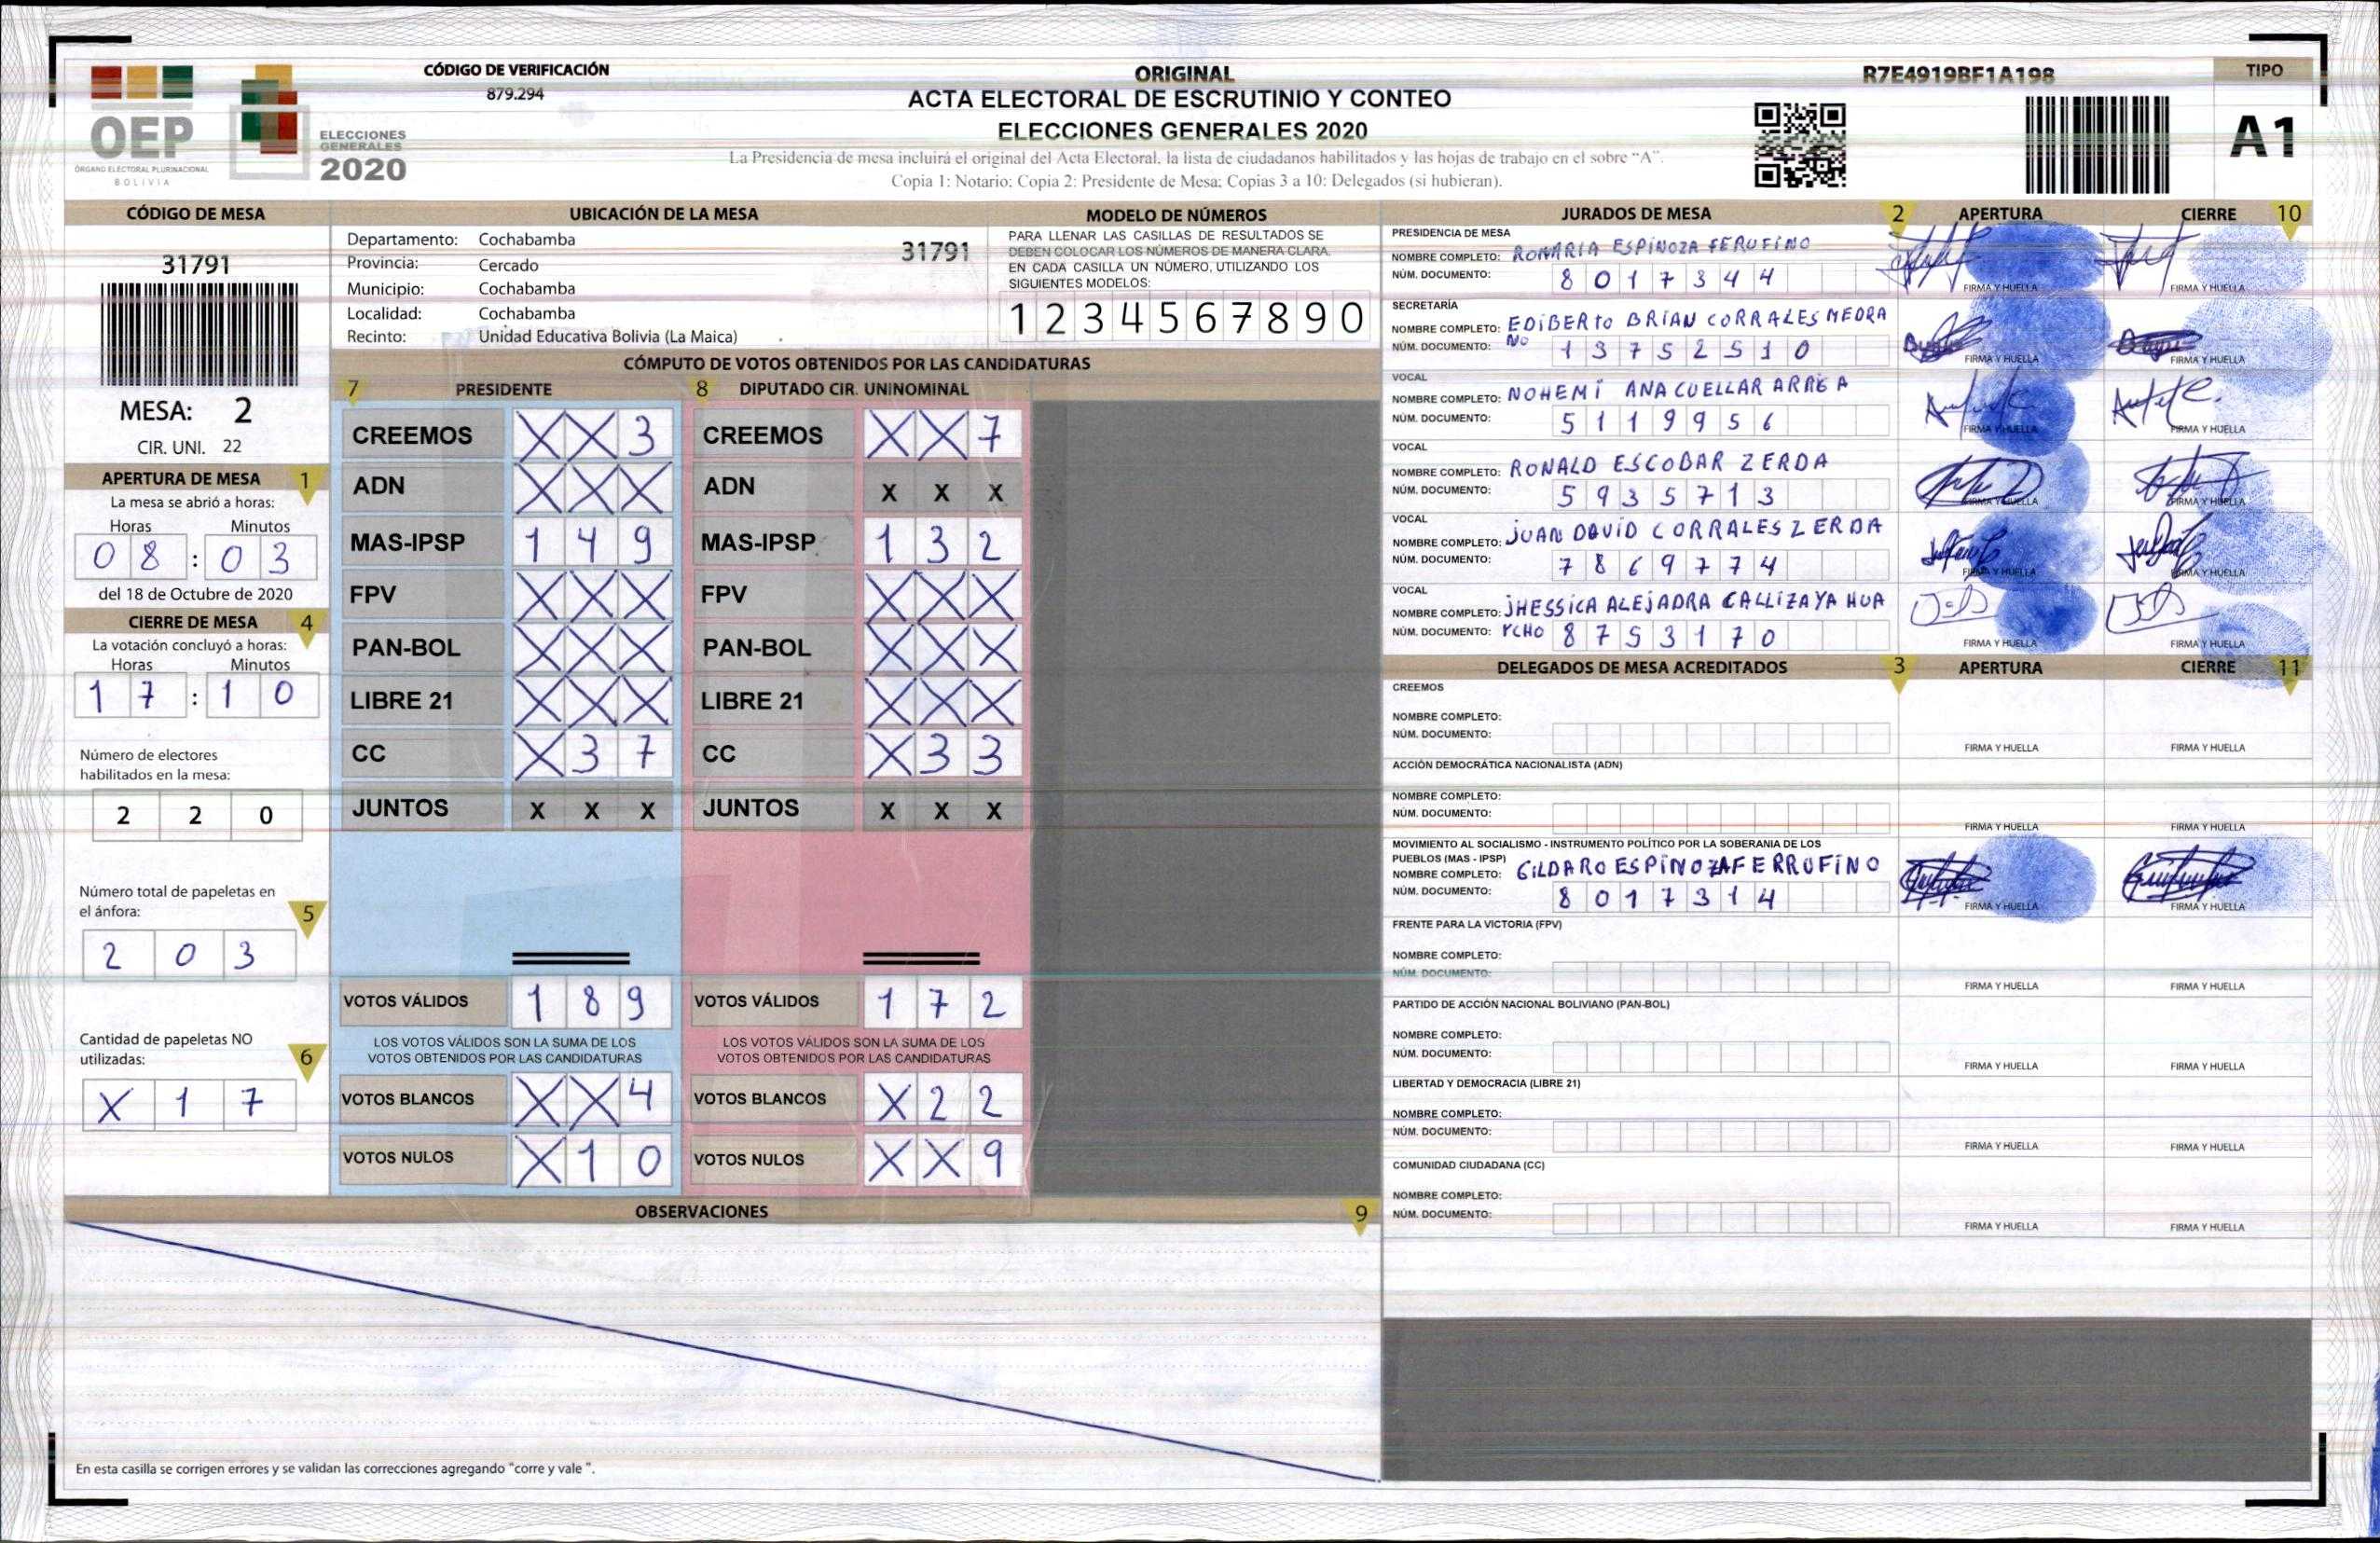 OEP
ÓRGANO ELECTORAL PLURINACIONAL
BOLIVIA
ELECCIONES
GENERALES
2020
CÓDIGO DE VERIFICACIÓN
879.294
ORIGINAL
ACTA ELECTORAL DE ESCRUTINIO Y CONTEO
ELECCIONES GENERALES 2020
La Presidencia de mesa incluirá el original del Acta Electoral, la lista de ciudadanos habilitados y las hojas de trabajo en el sobre “A”.
Copia 1: Notario; Copia 2: Presidente de Mesa; Copias 3 a 10: Delegados (si hubieran).
R7E4919BF1A198
TIPO
A1
CÓDIGO DE MESA
31791
MESA: 2
CIR. UNI. 22
APERTURA DE MESA 1
La mesa se abrió a horas:
Horas Minutos
0 8 : 0 3
del 18 de Octubre de 2020
CIERRE DE MESA 4
La votación concluyó a horas:
Horas Minutos
1 7 : 1 0
Número de electores
habilitados en la mesa:
2 2 0
Número total de papeletas en
el ánfora: 5
2 0 3
Cantidad de papeletas NO
utilizadas: 6
X 1 7
UBICACIÓN DE LA MESA
Departamento: Cochabamba
31791
Provincia: Cercado
Municipio: Cochabamba
Localidad: Cochabamba
Recinto: Unidad Educativa Bolivia (La Maica)
MODELO DE NÚMEROS
PARA LLENAR LAS CASILLAS DE RESULTADOS SE
DEBEN COLOCAR LOS NÚMEROS DE MANERA CLARA,
EN CADA CASILLA UN NÚMERO, UTILIZANDO LOS
SIGUIENTES MODELOS:
1 2 3 4 5 6 7 8 9 0
CÓMPUTO DE VOTOS OBTENIDOS POR LAS CANDIDATURAS
7 PRESIDENTE 8 DIPUTADO CIR. UNINOMINAL
CREEMOS X X 3 CREEMOS X X 7
ADN X X X ADN X X X
MAS-IPSP 1 4 9 MAS-IPSP 1 3 2
FPV X X X FPV X X X
PAN-BOL X X X PAN-BOL X X X
LIBRE 21 X X X LIBRE 21 X X X
CC X 3 7 CC X 3 3
JUNTOS X X X JUNTOS X X X
VOTOS VÁLIDOS 1 8 9 VOTOS VÁLIDOS 1 7 2
LOS VOTOS VÁLIDOS SON LA SUMA DE LOS LOS VOTOS VÁLIDOS SON LA SUMA DE LOS
VOTOS OBTENIDOS POR LAS CANDIDATURAS VOTOS OBTENIDOS POR LAS CANDIDATURAS
VOTOS BLANCOS X X 4 VOTOS BLANCOS X 2 2
VOTOS NULOS X 1 0 VOTOS NULOS X X 9
OBSERVACIONES 9
En esta casilla se corrigen errores y se validan las correcciones agregando "corre y vale ".
JURADOS DE MESA 2 APERTURA CIERRE 10
PRESIDENCIA DE MESA
NOMBRE COMPLETO: ROMARIA ESPINOZA FERUFINO
NÚM. DOCUMENTO: 8 0 1 7 3 4 4
FIRMA Y HUELLA FIRMA Y HUELLA
SECRETARÍA
NOMBRE COMPLETO: EDIBERTO BRIAN CORRALES MEDRA
NO
NÚM. DOCUMENTO: 1 3 7 5 2 5 1 0
FIRMA Y HUELLA FIRMA Y HUELLA
VOCAL
NOMBRE COMPLETO: NOHEMI ANA CUELLAR ARREA
NÚM. DOCUMENTO: 5 1 1 9 9 5 6
FIRMA Y HUELLA FIRMA Y HUELLA
VOCAL
NOMBRE COMPLETO: RONALD ESCOBAR ZERDA
NÚM. DOCUMENTO: 5 9 3 5 7 1 3
FIRMA Y HUELLA FIRMA Y HUELLA
VOCAL
NOMBRE COMPLETO: JUAN DAVID CORRALES ZERDA
NÚM. DOCUMENTO: 7 8 6 9 7 7 4
FIRMA Y HUELLA FIRMA Y HUELLA
VOCAL
NOMBRE COMPLETO: JHESSICA ALEJADRA CALLIZAYA HUA
NÚM. DOCUMENTO: YCHO 8 7 5 3 1 7 0
FIRMA Y HUELLA FIRMA Y HUELLA
DELEGADOS DE MESA ACREDITADOS 3 APERTURA CIERRE 11
CREEMOS
NOMBRE COMPLETO:
NÚM. DOCUMENTO:
FIRMA Y HUELLA FIRMA Y HUELLA
ACCIÓN DEMOCRÁTICA NACIONALISTA (ADN)
NOMBRE COMPLETO:
NÚM. DOCUMENTO:
FIRMA Y HUELLA FIRMA Y HUELLA
MOVIMIENTO AL SOCIALISMO - INSTRUMENTO POLÍTICO POR LA SOBERANIA DE LOS
PUEBLOS (MAS - IPSP)
NOMBRE COMPLETO: GILDARO ESPINOZA FERRUFINO
NÚM. DOCUMENTO: 8 0 1 7 3 1 4
FIRMA Y HUELLA FIRMA Y HUELLA
FRENTE PARA LA VICTORIA (FPV)
NOMBRE COMPLETO:
NÚM. DOCUMENTO:
FIRMA Y HUELLA FIRMA Y HUELLA
PARTIDO DE ACCIÓN NACIONAL BOLIVIANO (PAN-BOL)
NOMBRE COMPLETO:
NÚM. DOCUMENTO:
FIRMA Y HUELLA FIRMA Y HUELLA
LIBERTAD Y DEMOCRACIA (LIBRE 21)
NOMBRE COMPLETO:
NÚM. DOCUMENTO:
FIRMA Y HUELLA FIRMA Y HUELLA
COMUNIDAD CIUDADANA (CC)
NOMBRE COMPLETO:
NÚM. DOCUMENTO:
FIRMA Y HUELLA FIRMA Y HUELLA